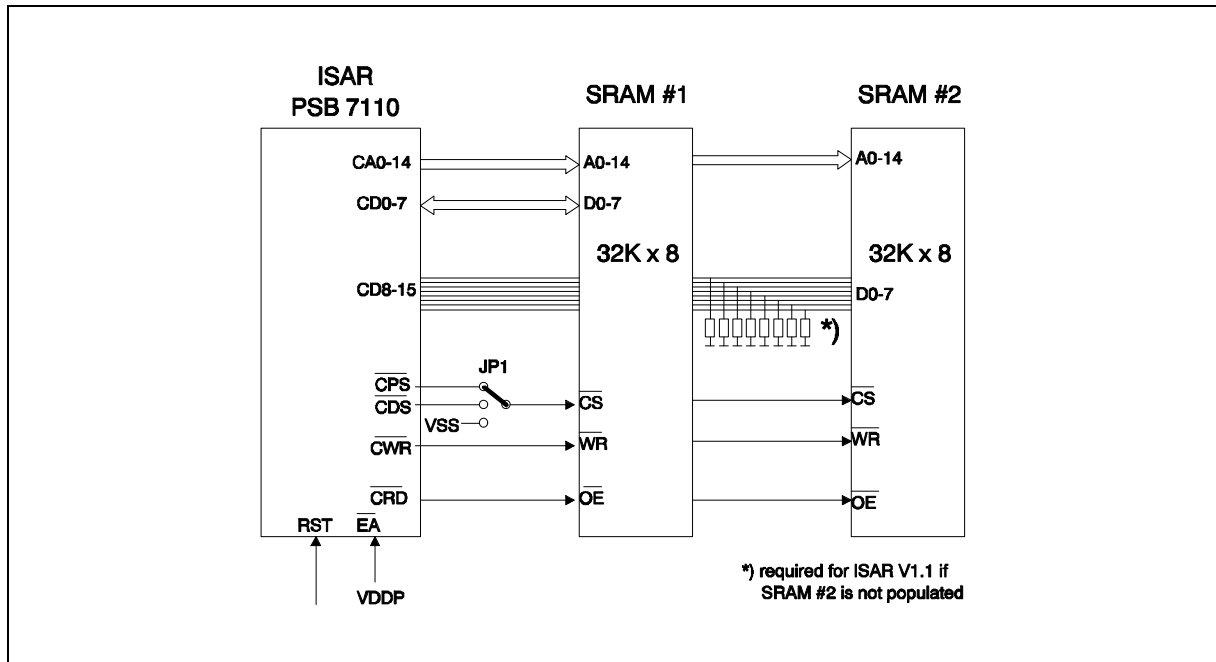 ISAR
PSB 7110
SRAM #1
SRAM #2
CA0-14
A0-14
A0-14
CD0-7
D0-7
32K x 8
32K x 8
CD8-15
D0-7
*)
JP1
CPS
CDS
CS
CS
VSS
CWR
WR
WR
CRD
OE
OE
RST
EA
VDDP
*) required for ISAR V1.1 if
SRAM #2 is not populated